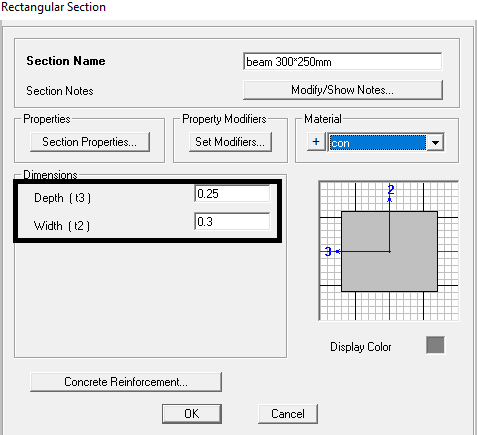 Rectangular Section
Section Name
beam 300*250mm
Section Notes
Modify/Show Notes...
Properties
Property Modifiers
Material
Section Properties...
Set Modifiers...
+
con
Dimensions
Depth ( t3 )
0.25
Width ( t2 )
0.3
2
3
Display Color
Concrete Reinforcement...
OK
Cancel